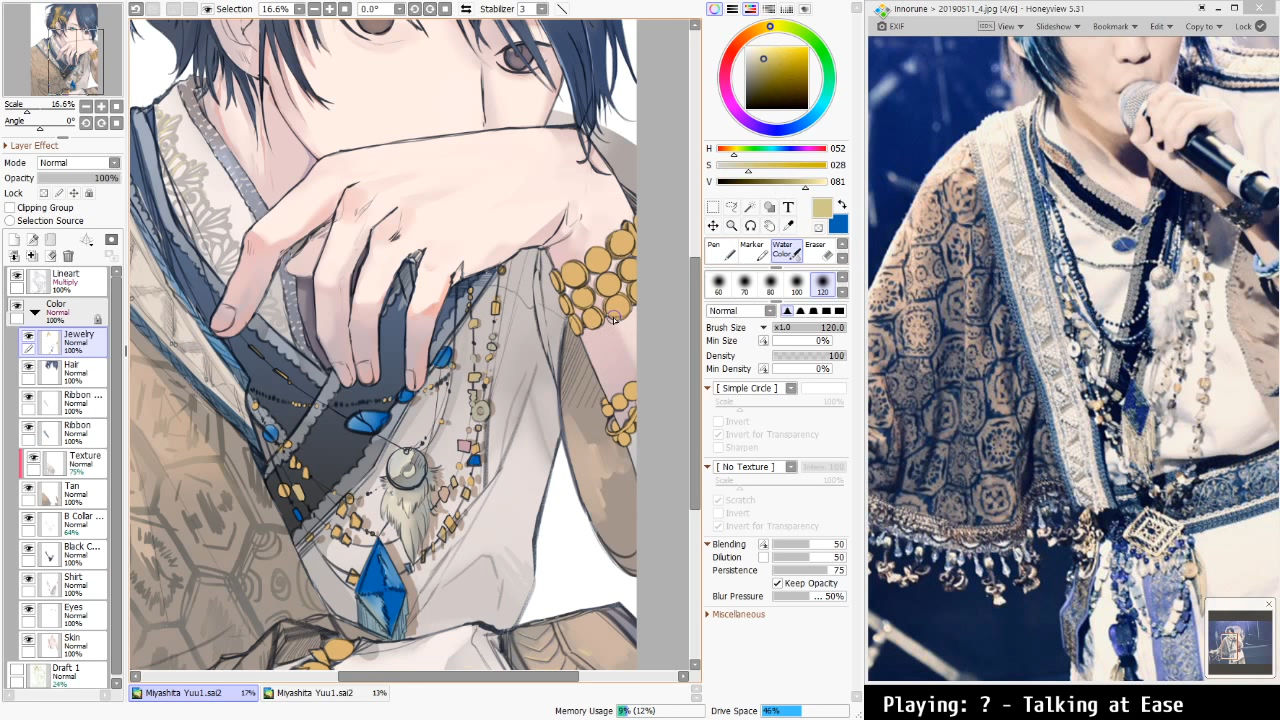 Selection
16.6%
0.0°
Stabilizer
3
Inorune > 20190511_4.jpg [4/6] - Honeyview 5.31
EXIF
View
Slideshow
Bookmark
Edit
Copy to
Lock
Scale
16.6%
Angle
0°
Layer Effect
Mode
Normal
Opay
100%
Lock
Clipping Group
Selection Source
Lineart
Multiply
100%
Color
Normal
100%
Jewelry
Normal
100%
Hair
Normal
100%
Ribbon ...
Normal
100%
Ribbon
Normal
100%
Texture
Normal
75%
Tan
Normal
100%
B Collar ...
Normal
64%
Black C...
Normal
100%
Shirt
Normal
100%
Eyes
Normal
100%
Skin
Normal
100%
Draft 1
Normal
24%
H
052
S
028
V
081
T
Pen
Marker
Water Color
Eraser
60
70
80
100
120
Normal
Brush Size
x1.0
120.0
Min Size
0%
Density
100
Min Density
0%
[ Simple Circle ]
Scale
100%
Invert
Invert for Transparency
Sharpen
[ No Texture ]
Scale
100%
Scratch
Invert
Invert for Transparency
Blending
50
Dilution
50
Persistence
75
Keep Opacity
Blur Pressure
... 50%
Miscellaneous
Miyashita Yuu1.sai2
17%
Miyashita Yuu1.sai2
13%
Memory Usage
9% (12%)
Drive Space
46%
Playing: ? - Talking at Ease